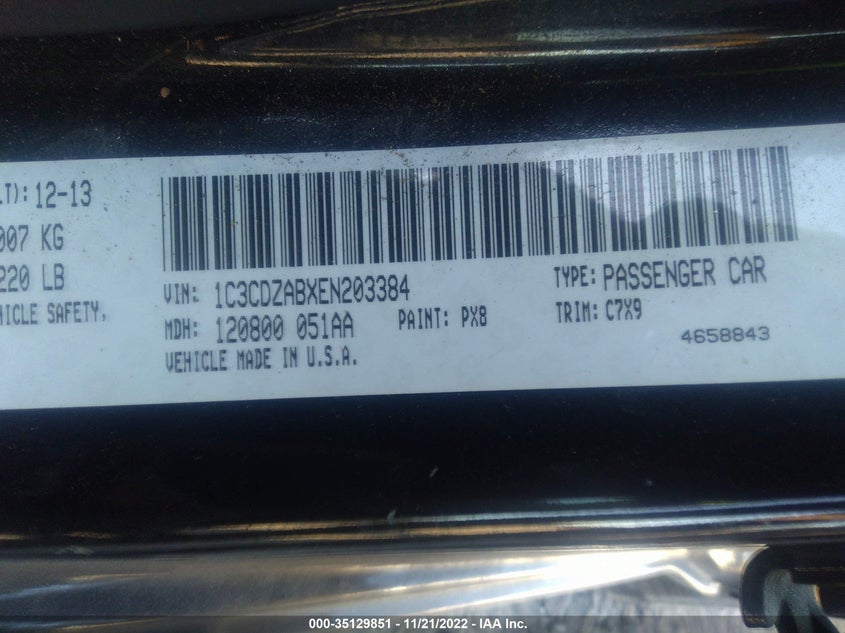 LT): 12-13
007 KG
220 LB
HICLE SAFETY,
VIN: 1C3CDZABXEN203384
TYPE: PASSENGER CAR
MDH: 120800 051AA
PAINT: PX8
TRIM: C7X9
VEHICLE MADE IN U.S.A.
4658843
000-35129851 - 11/21/2022 - IAA Inc.